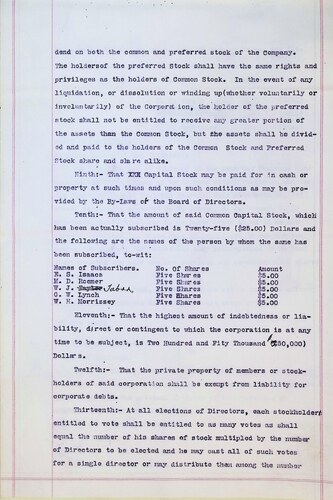 dend on both the common and preferred stock of the Company.
The holdersof the preferred Stock shall have the same rights and
privileges as the holders of Common Stock. In the event of any
liquidation, or dissolution or winding up(whether voluntarily or
involuntarily) of the Corporation, the holder of the preferred
stock shall not be entitled to receive any greater portion of
the assets than the Common Stock, but the assets shall be divid-
ed and paid to the holders of the Common Stock and Preferred
Stock share and share alike.
Ninth:- That XXX Capital Stock may be paid for in cash or
property at such times and upon such conditions as may be pro-
vided by the By-Laws or the Board of Directors.
Tenth:- That the amount of said Common Capital Stock, which
has been actually subscribed in Twenty-five ($25.00) Dollars and
the following are the names of the person by whom the same has
been subscribed, to-wit:
Names of Subscribers. No. Of Shares Amount
H. S. Isaacs Five Shares $5.00
M. D. Roemer Five Shares $5.00
W. J. Five Shares $5.00
G. W. Lynch Five Shares $5.00
W. H. Morrissey Five Shares $5.00
Eleventh:- That the highest amount of indebtedness or lia-
bility, direct or contingent to which the corporation is at any
time to be subject, is Two Hundred and Fifty Thousand
Dollars.
Twelfth:- That the private property of members or stock-
holders of said corporation shall be exempt from liability for
corporate debts.
Thirteenth:- At all elections of Directors, each stockholders
entitled to vote shall be entitled to as many votes as shall
equal the number of his shares of stock multipled by the number
of Directors to be elected and he may cast all of such votes
for a single director or may distribute them among the number